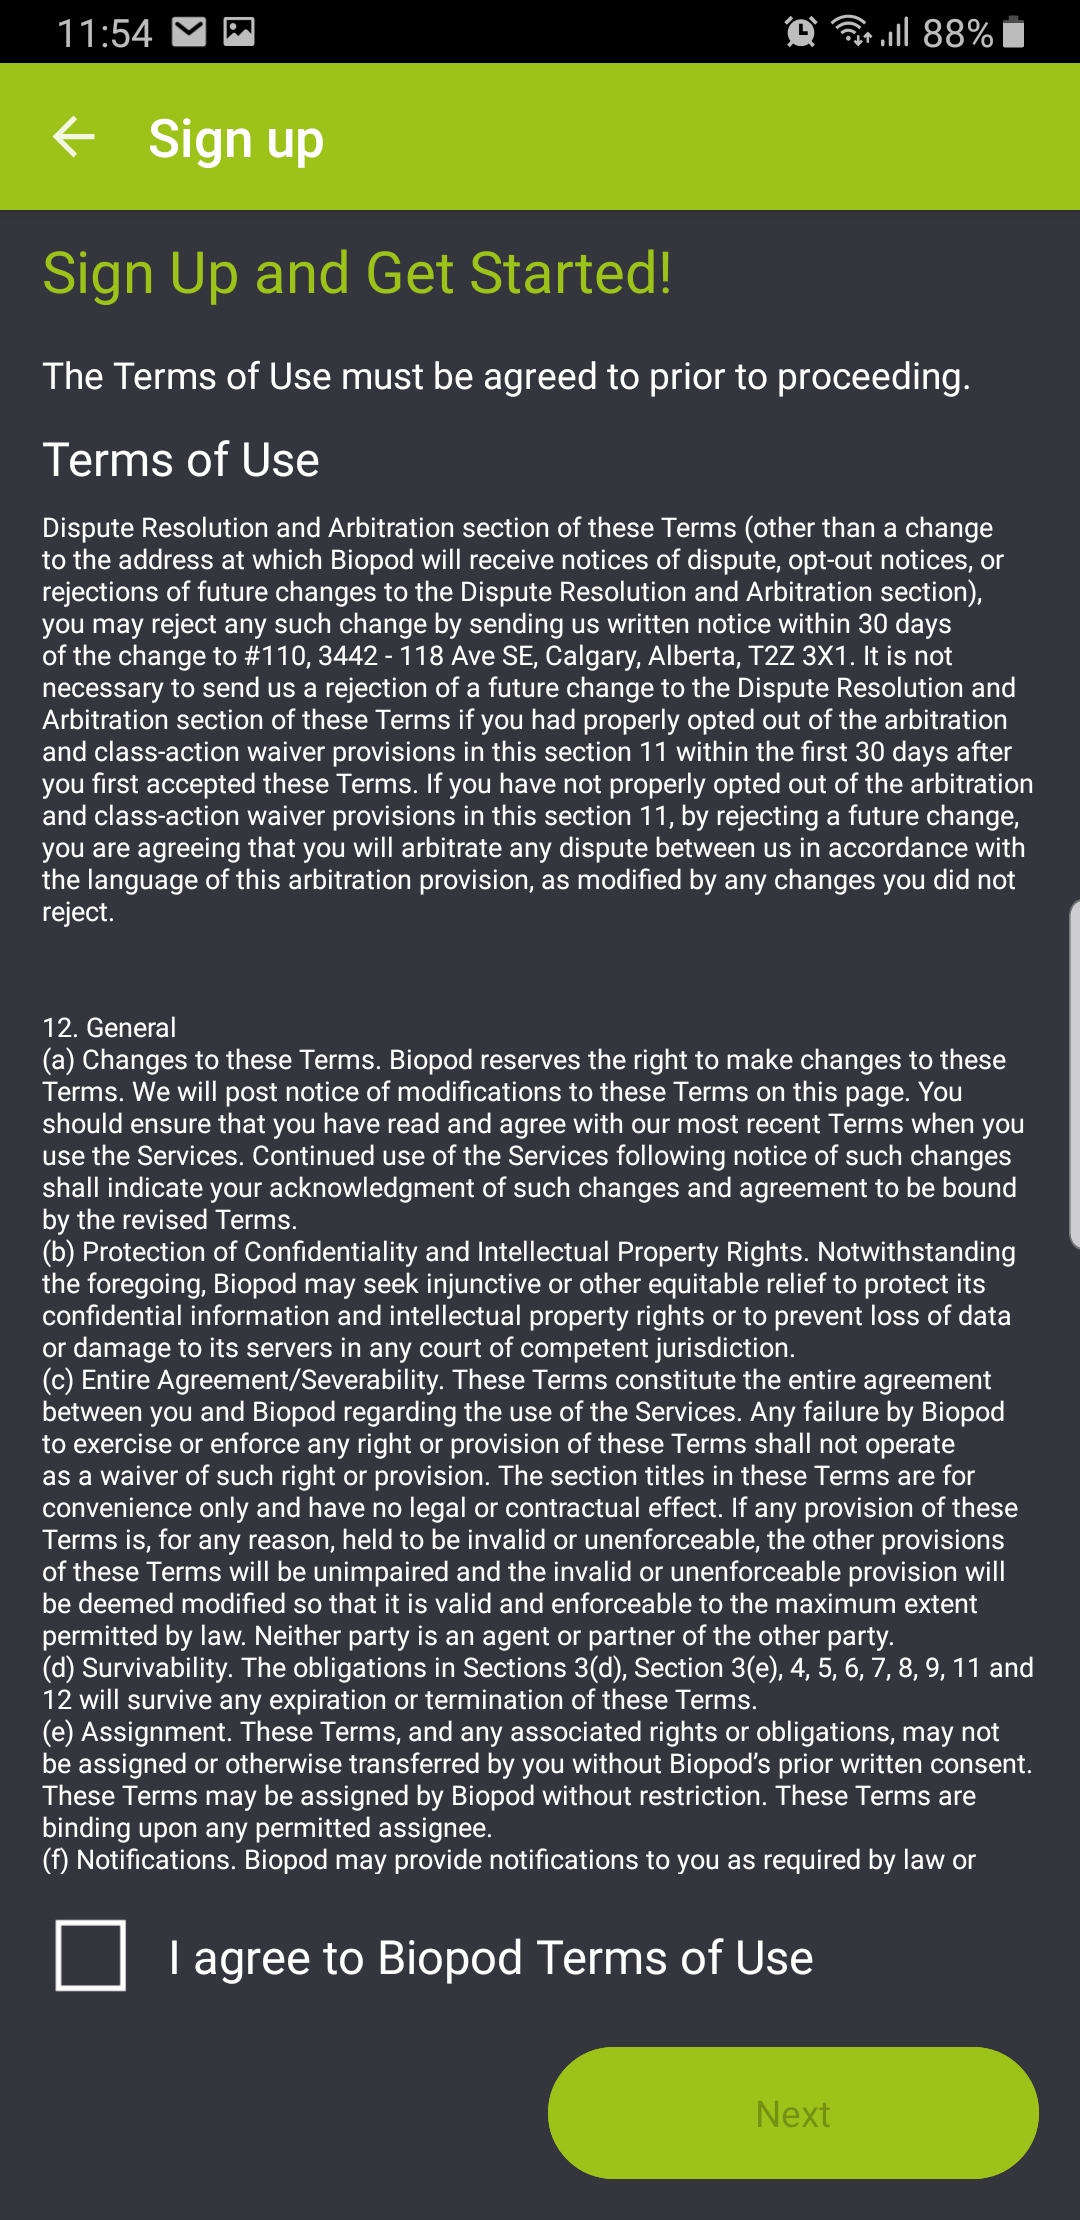 11:54
88%
Sign up
Sign Up and Get Started!
The Terms of Use must be agreed to prior to proceeding.
Terms of Use
Dispute Resolution and Arbitration section of these Terms (other than a change
to the address at which Biopod will receive notices of dispute, opt-out notices, or
rejections of future changes to the Dispute Resolution and Arbitration section),
you may reject any such change by sending us written notice within 30 days
of the change to #110, 3442 - 118 Ave SE, Calgary, Alberta, T2Z 3X1. It is not
necessary to send us a rejection of a future change to the Dispute Resolution and
Arbitration section of these Terms if you had properly opted out of the arbitration
and class-action waiver provisions in this section 11 within the first 30 days after
you first accepted these Terms. If you have not properly opted out of the arbitration
and class-action waiver provisions in this section 11, by rejecting a future change,
you are agreeing that you will arbitrate any dispute between us in accordance with
the language of this arbitration provision, as modified by any changes you did not
reject.
12. General
(a) Changes to these Terms. Biopod reserves the right to make changes to these
Terms. We will post notice of modifications to these Terms on this page. You
should ensure that you have read and agree with our most recent Terms when you
use the Services. Continued use of the Services following notice of such changes
shall indicate your acknowledgment of such changes and agreement to be bound
by the revised Terms.
(b) Protection of Confidentiality and Intellectual Property Rights. Notwithstanding
the foregoing, Biopod may seek injunctive or other equitable relief to protect its
confidential information and intellectual property rights or to prevent loss of data
or damage to its servers in any court of competent jurisdiction.
(c) Entire Agreement/Severability. These Terms constitute the entire agreement
between you and Biopod regarding the use of the Services. Any failure by Biopod
to exercise or enforce any right or provision of these Terms shall not operate
as a waiver of such right or provision. The section titles in these Terms are for
convenience only and have no legal or contractual effect. If any provision of these
Terms is, for any reason, held to be invalid or unenforceable, the other provisions
of these Terms will be unimpaired and the invalid or unenforceable provision will
be deemed modified so that it is valid and enforceable to the maximum extent
permitted by law. Neither party is an agent or partner of the other party.
(d) Survivability. The obligations in Sections 3(d), Section 3(e), 4, 5, 6, 7, 8, 9, 11 and
12 will survive any expiration or termination of these Terms.
(e) Assignment. These Terms, and any associated rights or obligations, may not
be assigned or otherwise transferred by you without Biopod’s prior written consent.
These Terms may be assigned by Biopod without restriction. These Terms are
binding upon any permitted assignee.
(f) Notifications. Biopod may provide notifications to you as required by law or
I agree to Biopod Terms of Use
Next